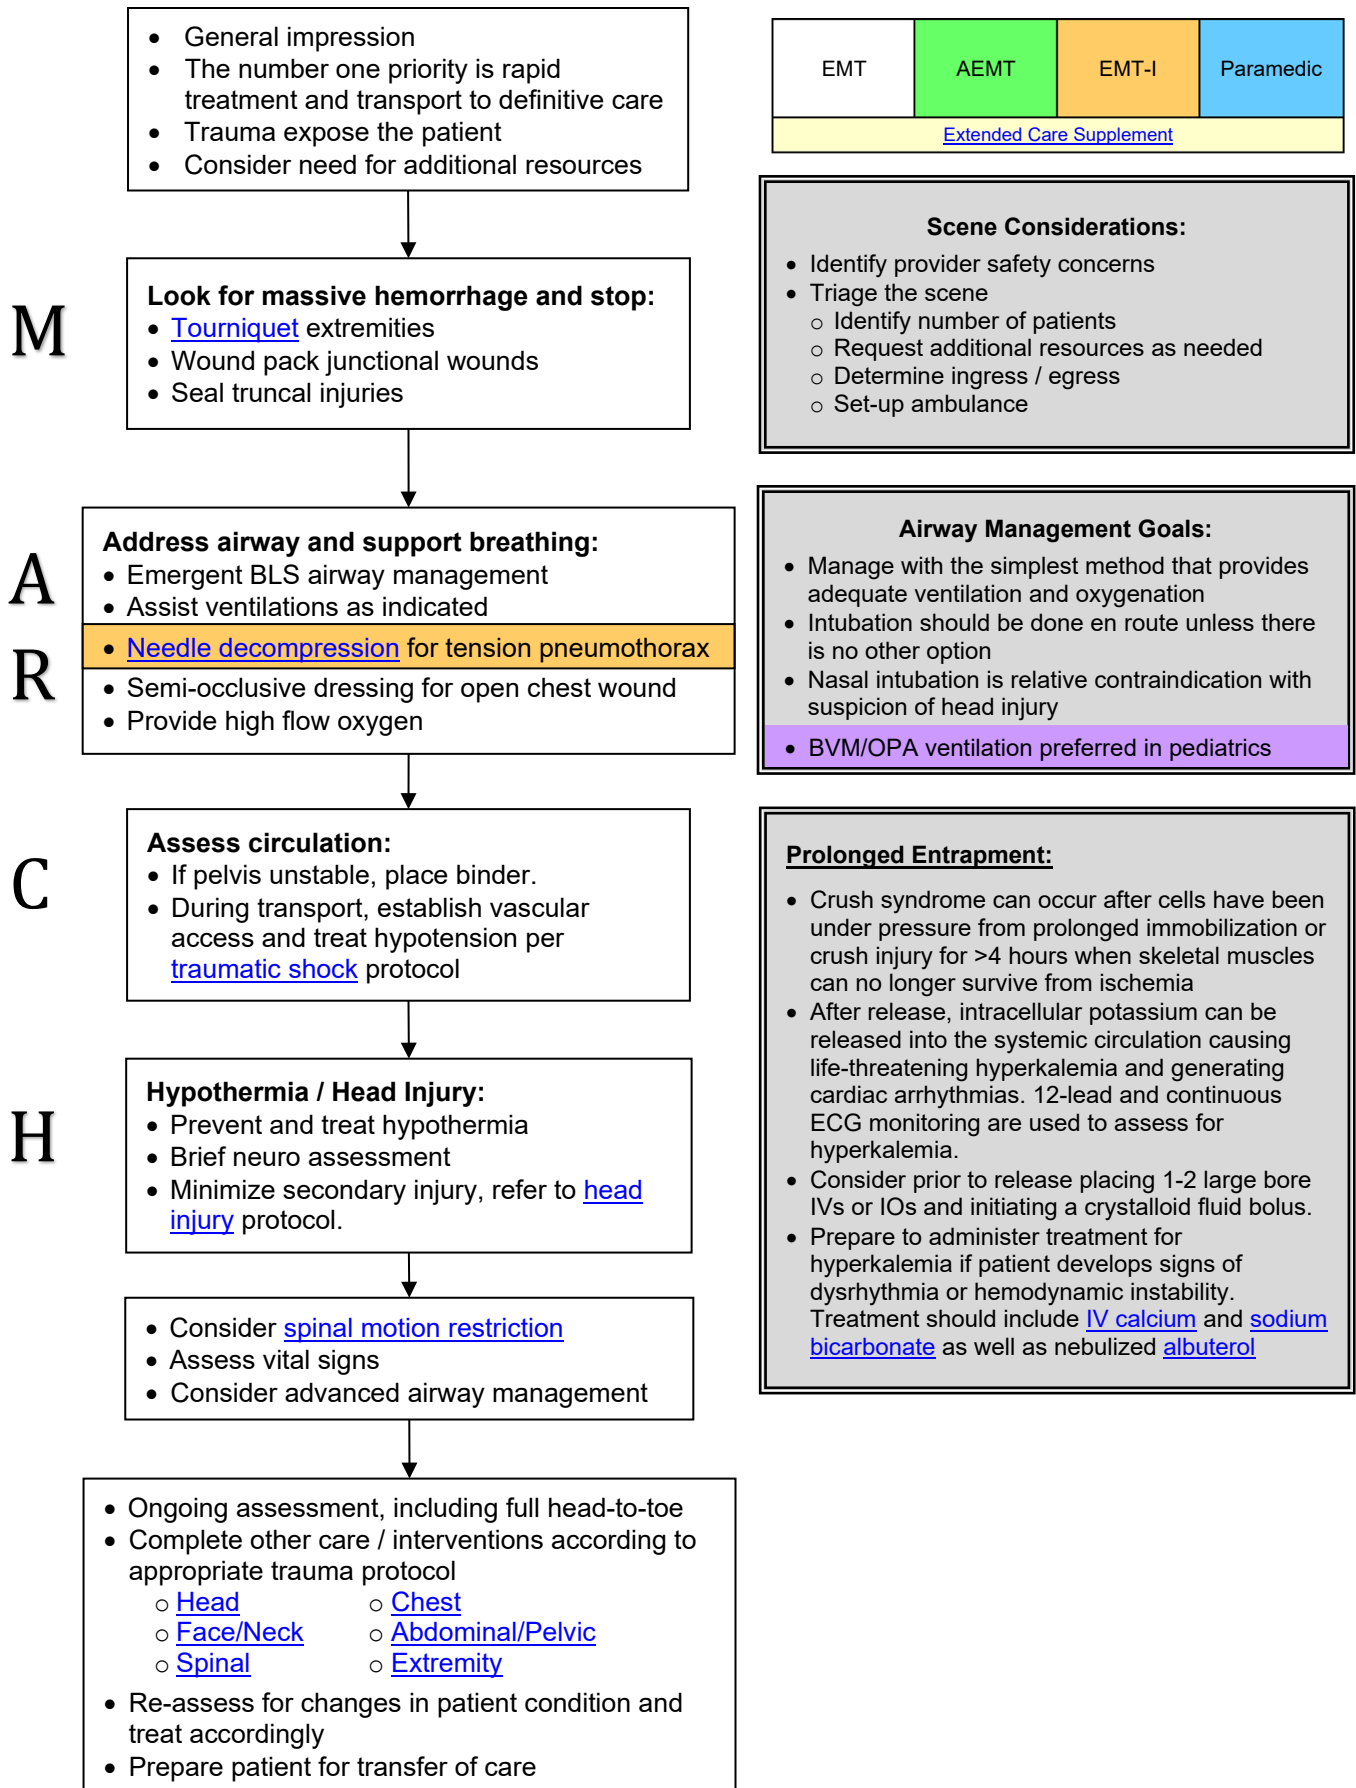 • General impression
• The number one priority is rapid
treatment and transport to definitive care
• Trauma expose the patient
• Consider need for additional resources
M
Look for massive hemorrhage and stop:
• Tourniquet extremities
• Wound pack junctional wounds
• Seal truncal injuries
A
R
Address airway and support breathing:
• Emergent BLS airway management
• Assist ventilations as indicated
• Needle decompression for tension pneumothorax
• Semi-occlusive dressing for open chest wound
• Provide high flow oxygen
C
Assess circulation:
• If pelvis unstable, place binder.
• During transport, establish vascular
access and treat hypotension per
traumatic shock protocol
H
Hypothermia / Head Injury:
• Prevent and treat hypothermia
• Brief neuro assessment
• Minimize secondary injury, refer to head
injury protocol.
• Consider spinal motion restriction
• Assess vital signs
• Consider advanced airway management
• Ongoing assessment, including full head-to-toe
• Complete other care / interventions according to
appropriate trauma protocol
○ Head ○ Chest
○ Face/Neck ○ Abdominal/Pelvic
○ Spinal ○ Extremity
• Re-assess for changes in patient condition and
treat accordingly
• Prepare patient for transfer of care
EMT AEMT EMT-I Paramedic
Extended Care Supplement
Scene Considerations:
• Identify provider safety concerns
• Triage the scene
○ Identify number of patients
○ Request additional resources as needed
○ Determine ingress / egress
○ Set-up ambulance
Airway Management Goals:
• Manage with the simplest method that provides
adequate ventilation and oxygenation
• Intubation should be done en route unless there
is no other option
• Nasal intubation is relative contraindication with
suspicion of head injury
• BVM/OPA ventilation preferred in pediatrics
Prolonged Entrapment:
• Crush syndrome can occur after cells have been
under pressure from prolonged immobilization or
crush injury for >4 hours when skeletal muscles
can no longer survive from ischemia
• After release, intracellular potassium can be
released into the systemic circulation causing
life-threatening hyperkalemia and generating
cardiac arrhythmias. 12-lead and continuous
ECG monitoring are used to assess for
hyperkalemia.
• Consider prior to release placing 1-2 large bore
IVs or IOs and initiating a crystalloid fluid bolus.
• Prepare to administer treatment for
hyperkalemia if patient develops signs of
dysrhythmia or hemodynamic instability.
Treatment should include IV calcium and sodium
bicarbonate as well as nebulized albuterol